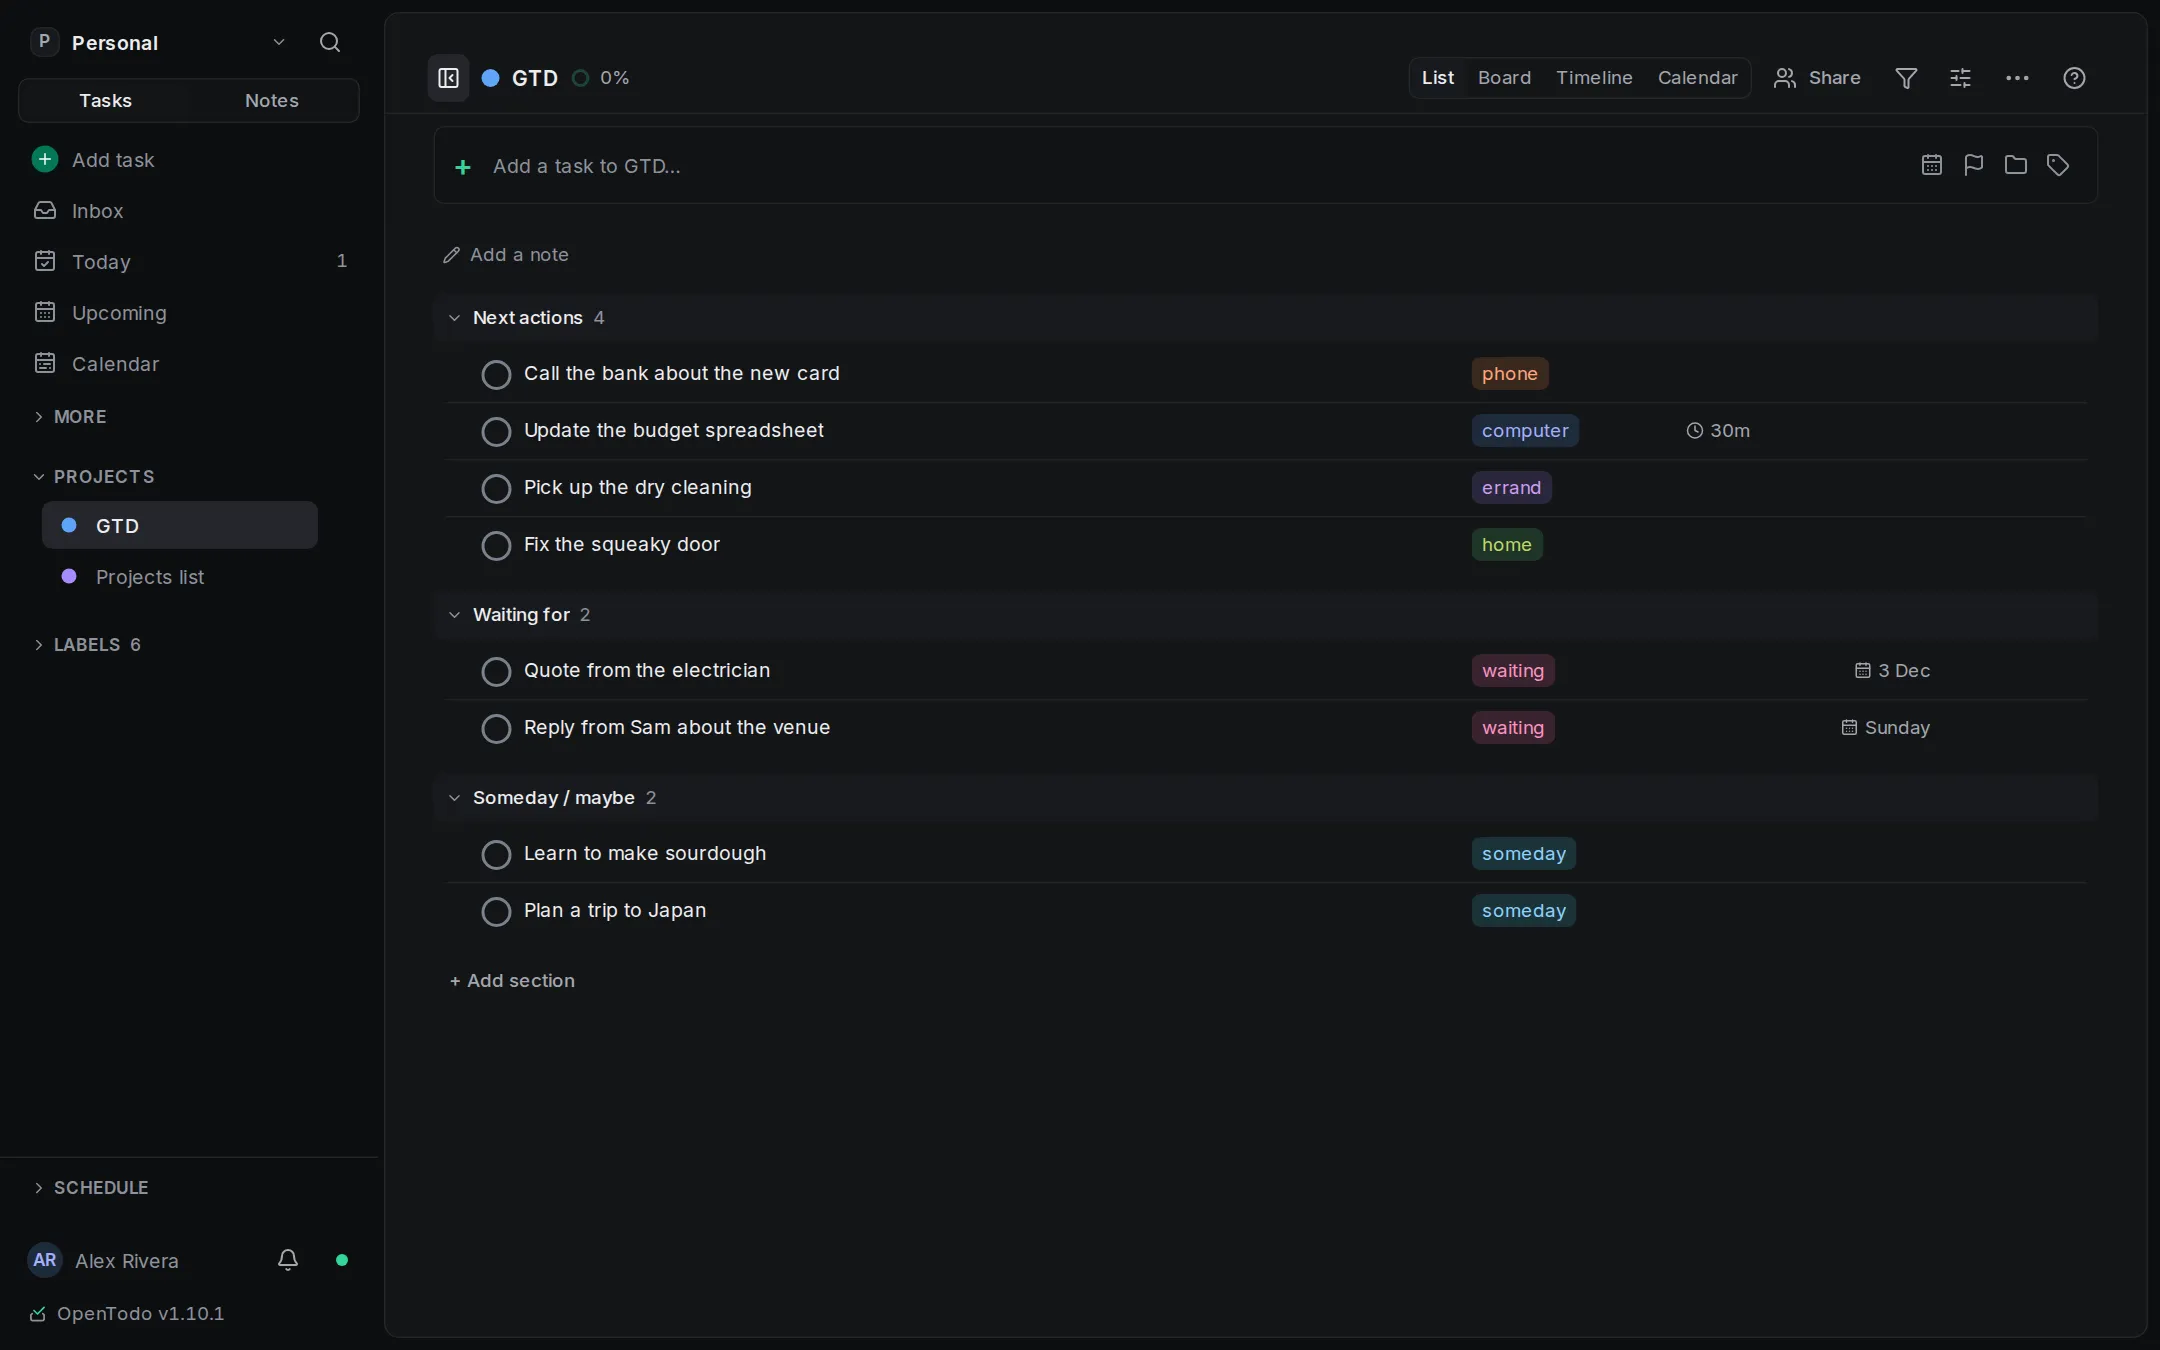 P Personal
Tasks Notes
Add task
Inbox
Today 1
Upcoming
Calendar
MORE
PROJECTS
GTD
Projects list
LABELS 6
SCHEDULE
AR Alex Rivera
OpenTodo v1.10.1
GTD 0%
List Board Timeline Calendar Share
+ Add a task to GTD...
Add a note
Next actions 4
Call the bank about the new card phone
Update the budget spreadsheet computer 30m
Pick up the dry cleaning errand
Fix the squeaky door home
Waiting for 2
Quote from the electrician waiting 3 Dec
Reply from Sam about the venue waiting Sunday
Someday / maybe 2
Learn to make sourdough someday
Plan a trip to Japan someday
+ Add section